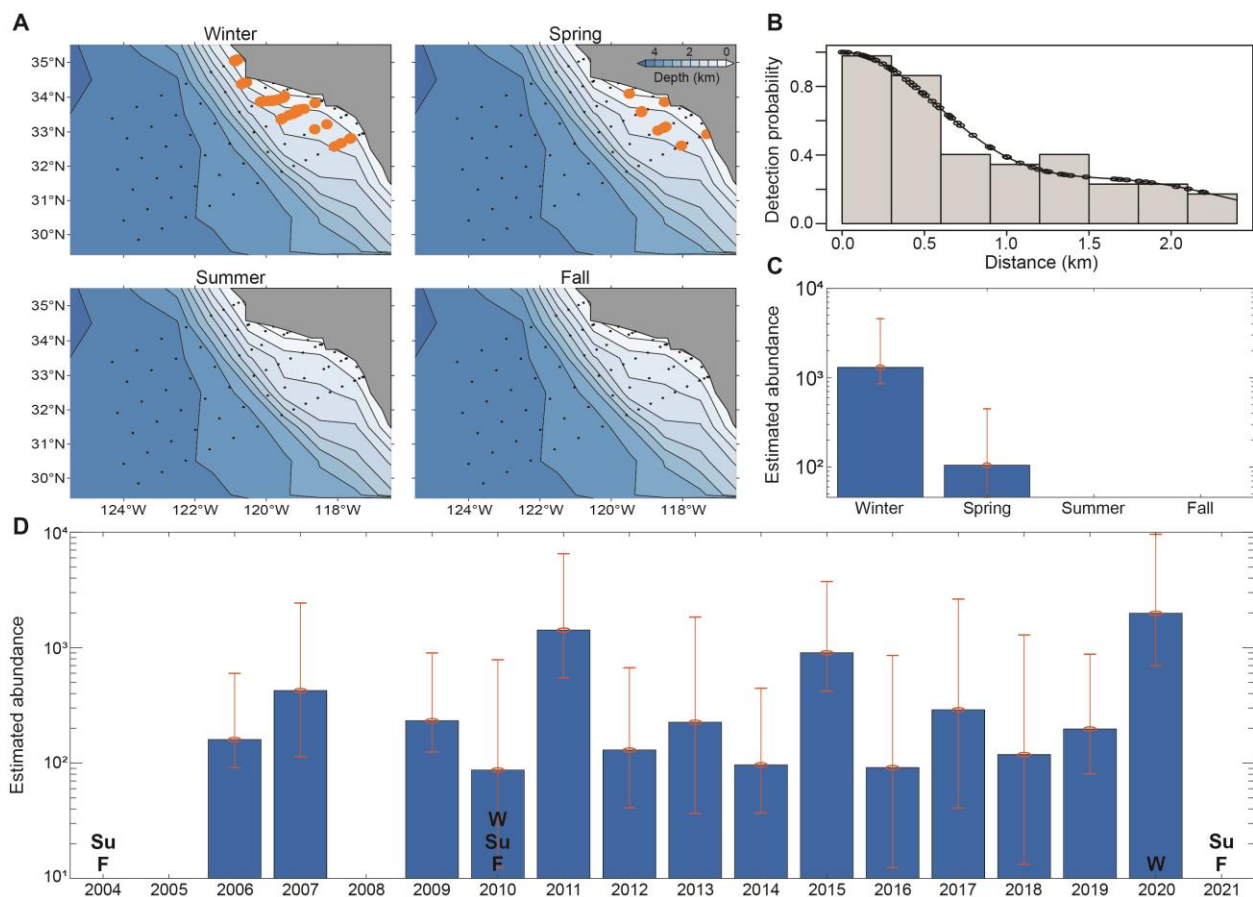 A
Winter
Spring
35°N
34°N
33°N
32°N
31°N
30°N
4 2 0
Depth (km)
Summer
Fall
35°N
34°N
33°N
32°N
31°N
30°N
124°W 122°W 120°W 118°W
124°W 122°W 120°W 118°W
B
Detection probability
0.8
0.4
0.0
0.0 0.5 1.0 1.5 2.0
Distance (km)
C
Estimated abundance
10⁴
10³
10²
Winter Spring Summer Fall
D
Estimated abundance
10⁴
10³
10²
10¹
Su
F
W
Su
F
W
Su
F
2004 2005 2006 2007 2008 2009 2010 2011 2012 2013 2014 2015 2016 2017 2018 2019 2020 2021